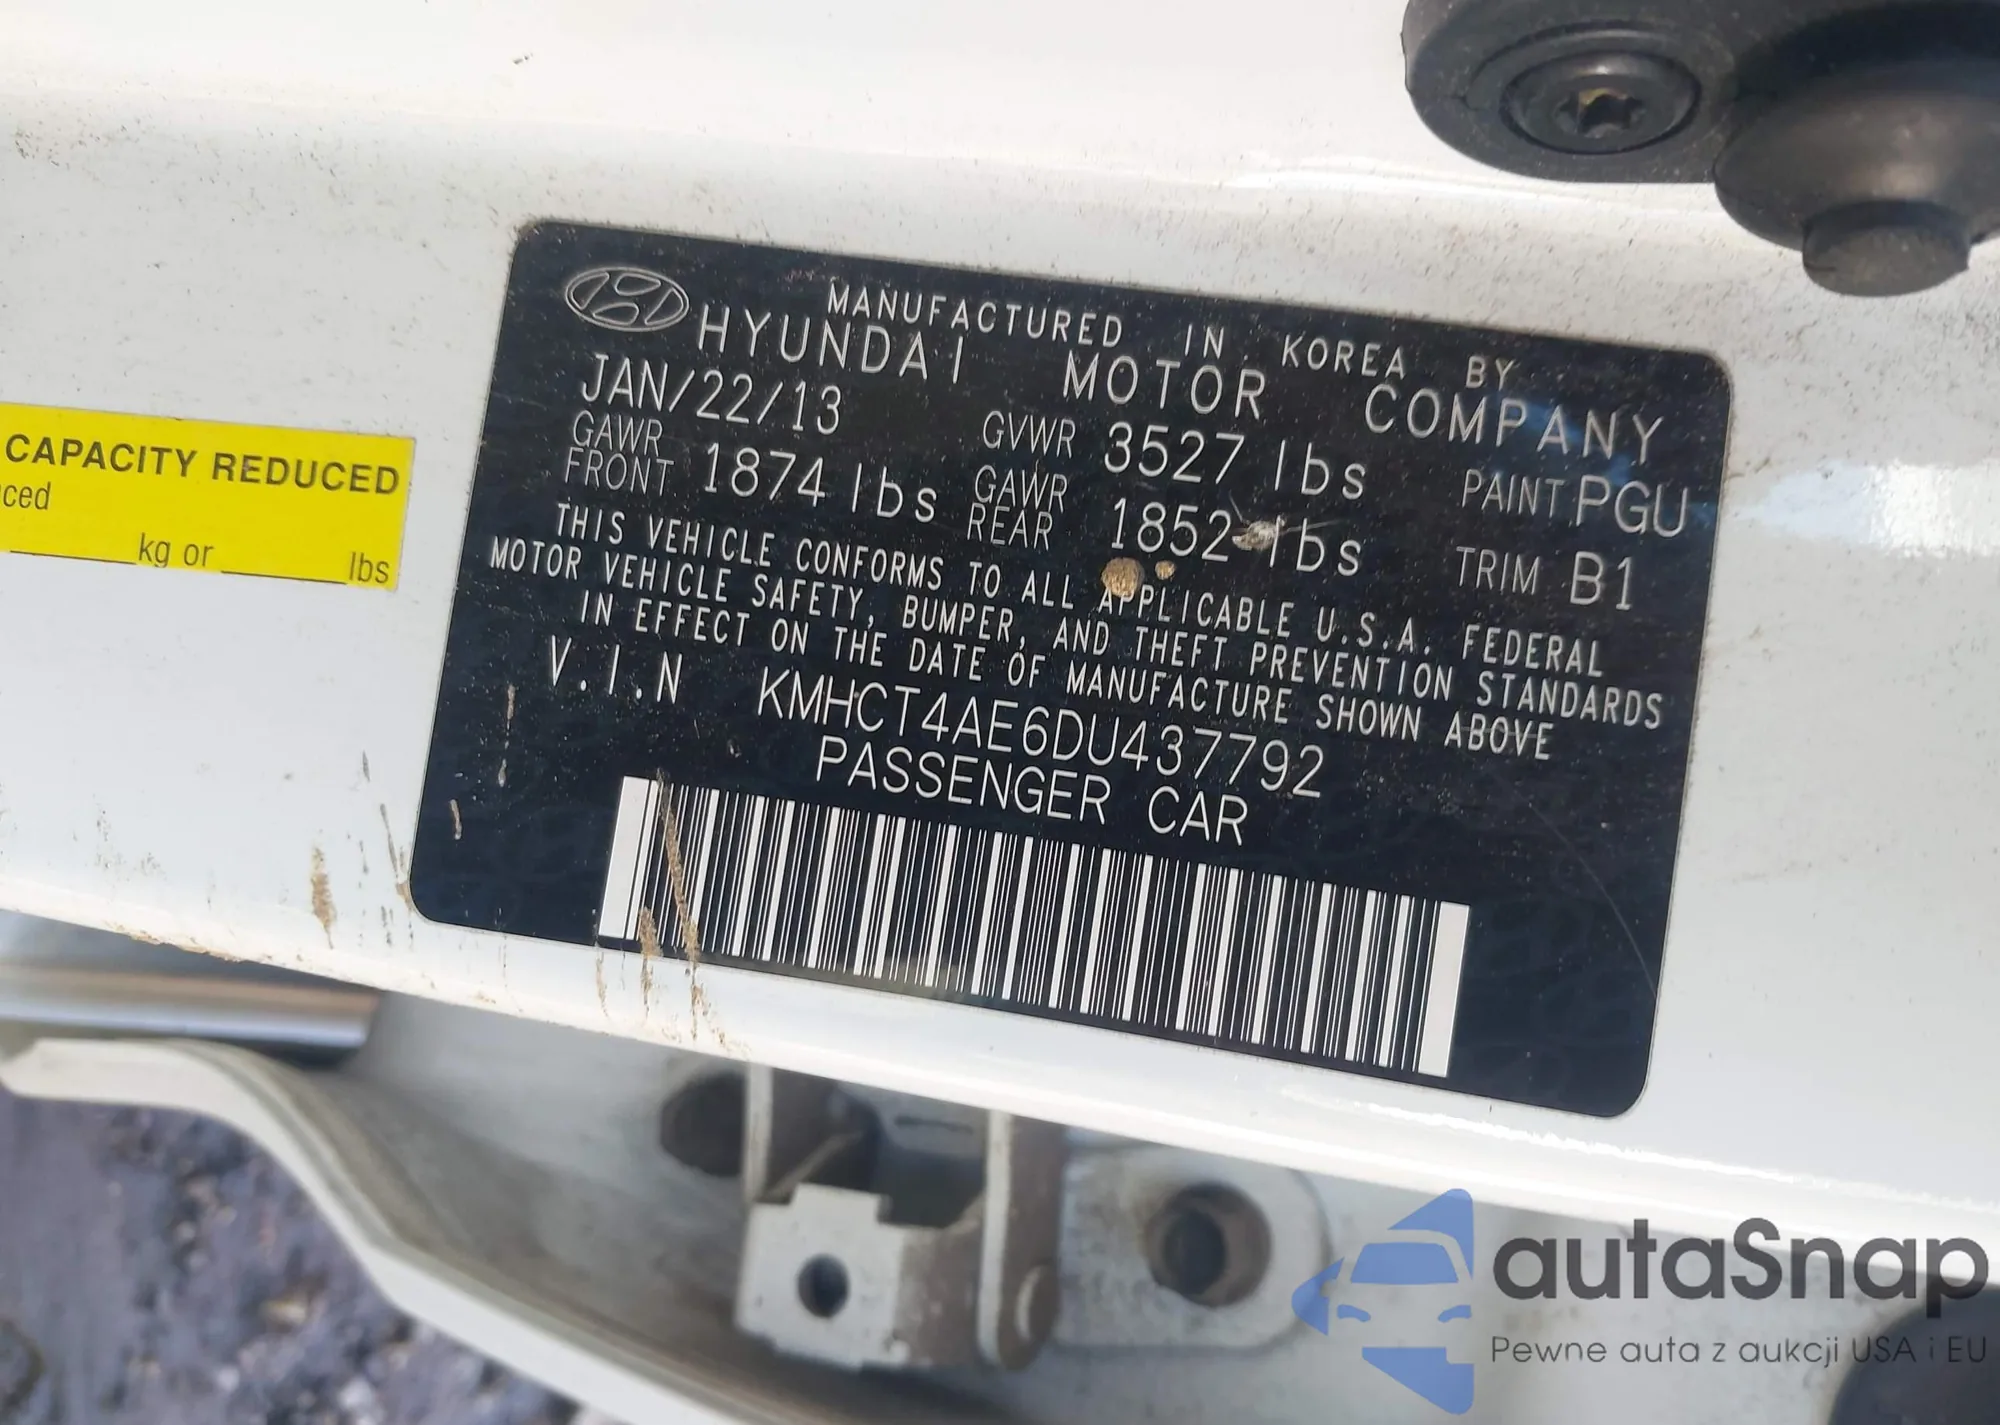 MANUFACTURED IN KOREA BY
HYUNDAI MOTOR COMPANY
JAN/22/13 GVWR 3527 lbs PAINT PGU
GAWR FRONT 1874 lbs GAWR REAR 1852 lbs TRIM B1
THIS VEHICLE CONFORMS TO ALL APPLICABLE U.S.A. FEDERAL
MOTOR VEHICLE SAFETY, BUMPER, AND THEFT PREVENTION STANDARDS
IN EFFECT ON THE DATE OF MANUFACTURE SHOWN ABOVE
V.I.N KMHCT4AE6DU437792
PASSENGER CAR
CAPACITY REDUCED
kg or lbs
autaSnap
Pewne auta z aukcji USA i EU